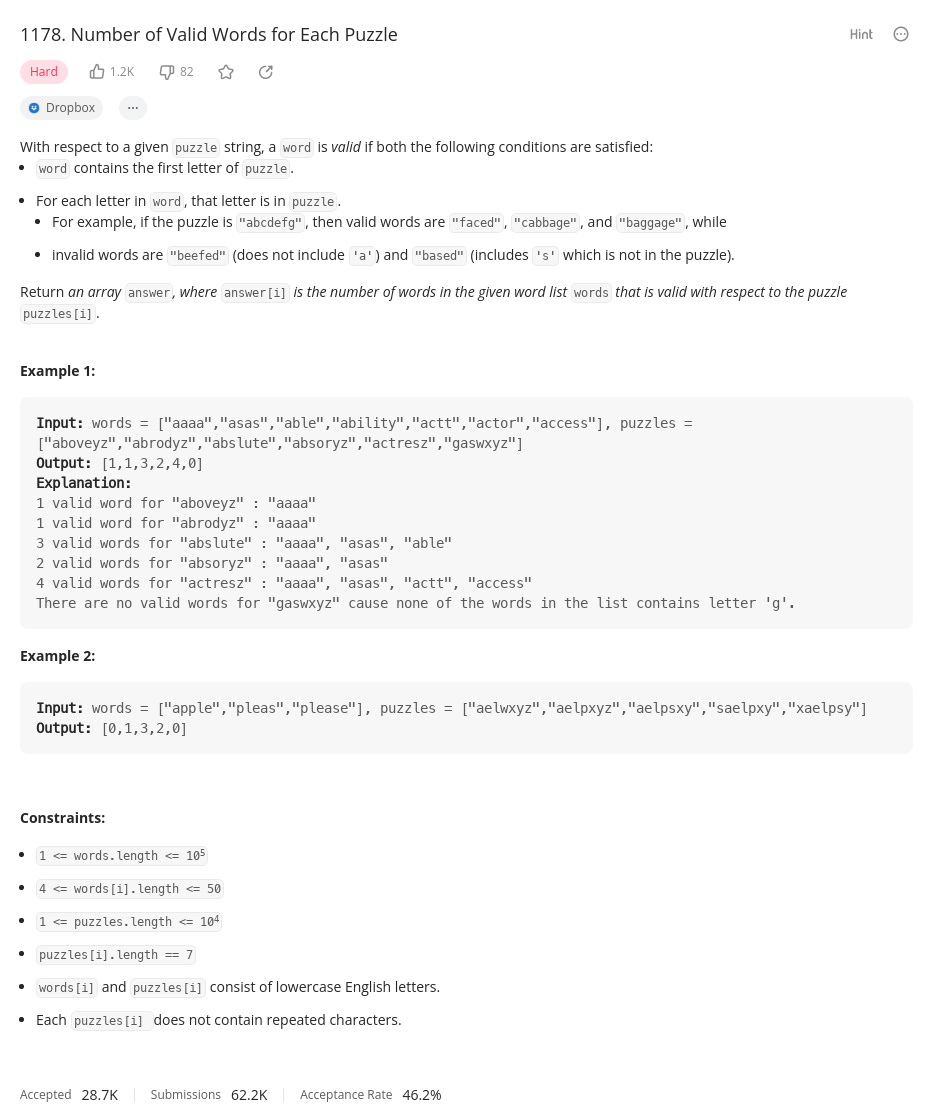 1178. Number of Valid Words for Each Puzzle
Hint
Hard 1.2K 82
Dropbox ...
With respect to a given puzzle string, a word is valid if both the following conditions are satisfied:
• word contains the first letter of puzzle.
• For each letter in word, that letter is in puzzle.
• For example, if the puzzle is "abcdefg", then valid words are "faced", "cabbage", and "baggage", while
• invalid words are "beefed" (does not include 'a') and "based" (includes 's' which is not in the puzzle).
Return an array answer, where answer[i] is the number of words in the given word list words that is valid with respect to the puzzle
puzzles[i].
Example 1:
Input: words = ["aaaa","asas","able","ability","actt","actor","access"], puzzles =
["aboveyz","abrodyz","abslute","absoryz","actresz","gaswxyz"]
Output: [1,1,3,2,4,0]
Explanation:
1 valid word for "aboveyz" : "aaaa"
1 valid word for "abrodyz" : "aaaa"
3 valid words for "abslute" : "aaaa", "asas", "able"
2 valid words for "absoryz" : "aaaa", "asas"
4 valid words for "actresz" : "aaaa", "asas", "actt", "access"
There are no valid words for "gaswxyz" cause none of the words in the list contains letter 'g'.
Example 2:
Input: words = ["apple","pleas","please"], puzzles = ["aelwxyz","aelpxyz","aelpsxy","saelpxy","xaelpsy"]
Output: [0,1,3,2,0]
Constraints:
• 1 <= words.length <= 10⁵
• 4 <= words[i].length <= 50
• 1 <= puzzles.length <= 10⁴
• puzzles[i].length == 7
• words[i] and puzzles[i] consist of lowercase English letters.
• Each puzzles[i] does not contain repeated characters.
Accepted 28.7K Submissions 62.2K Acceptance Rate 46.2%